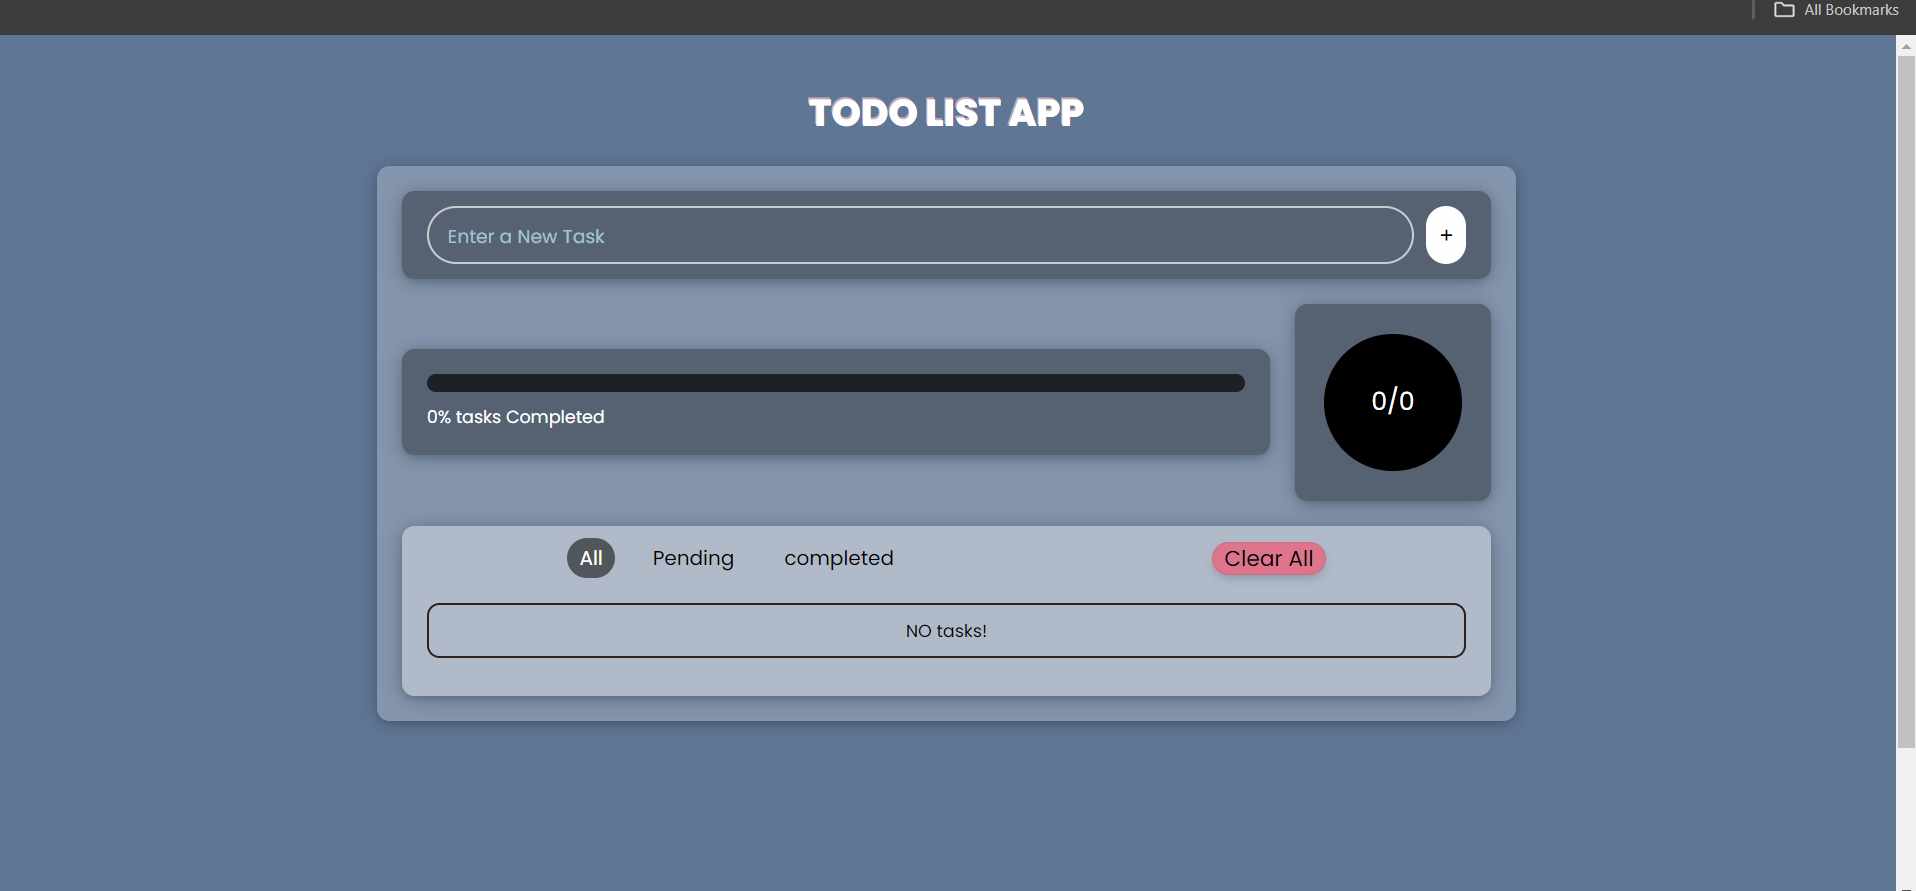 All Bookmarks
TODO LIST APP
Enter a New Task
+
0% tasks Completed
0/0
All Pending completed Clear All
NO tasks!